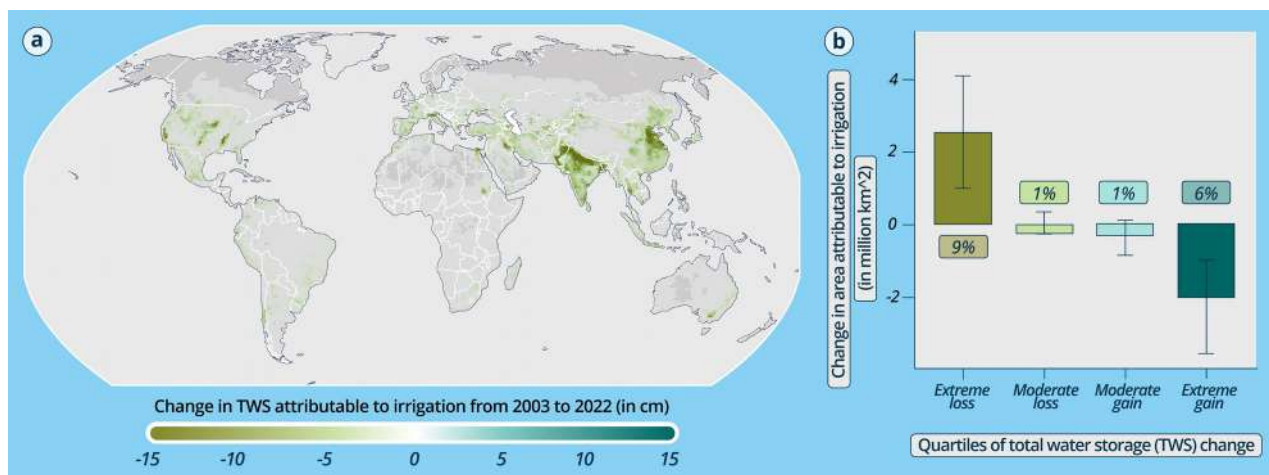 a
Change in TWS attributable to irrigation from 2003 to 2022 (in cm)
-15 -10 -5 0 5 10 15
b
Change in area attributable to irrigation
(in million km^2)
4
2
0
-2
9%
1%
1%
6%
Extreme
loss
Moderate
loss
Moderate
gain
Extreme
gain
Quartiles of total water storage (TWS) change